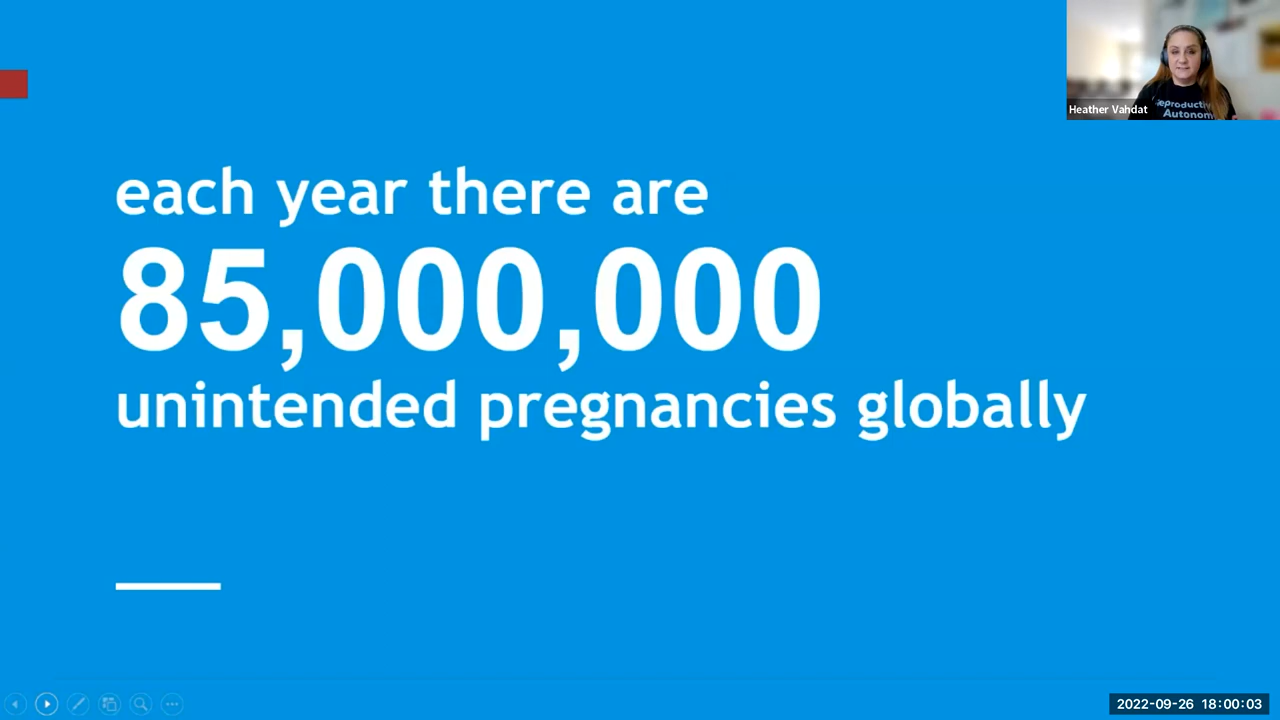 each year there are
85,000,000
unintended pregnancies globally
Heather Vahdat
Reproductiv
Autonom
2022-09-26 18:00:03